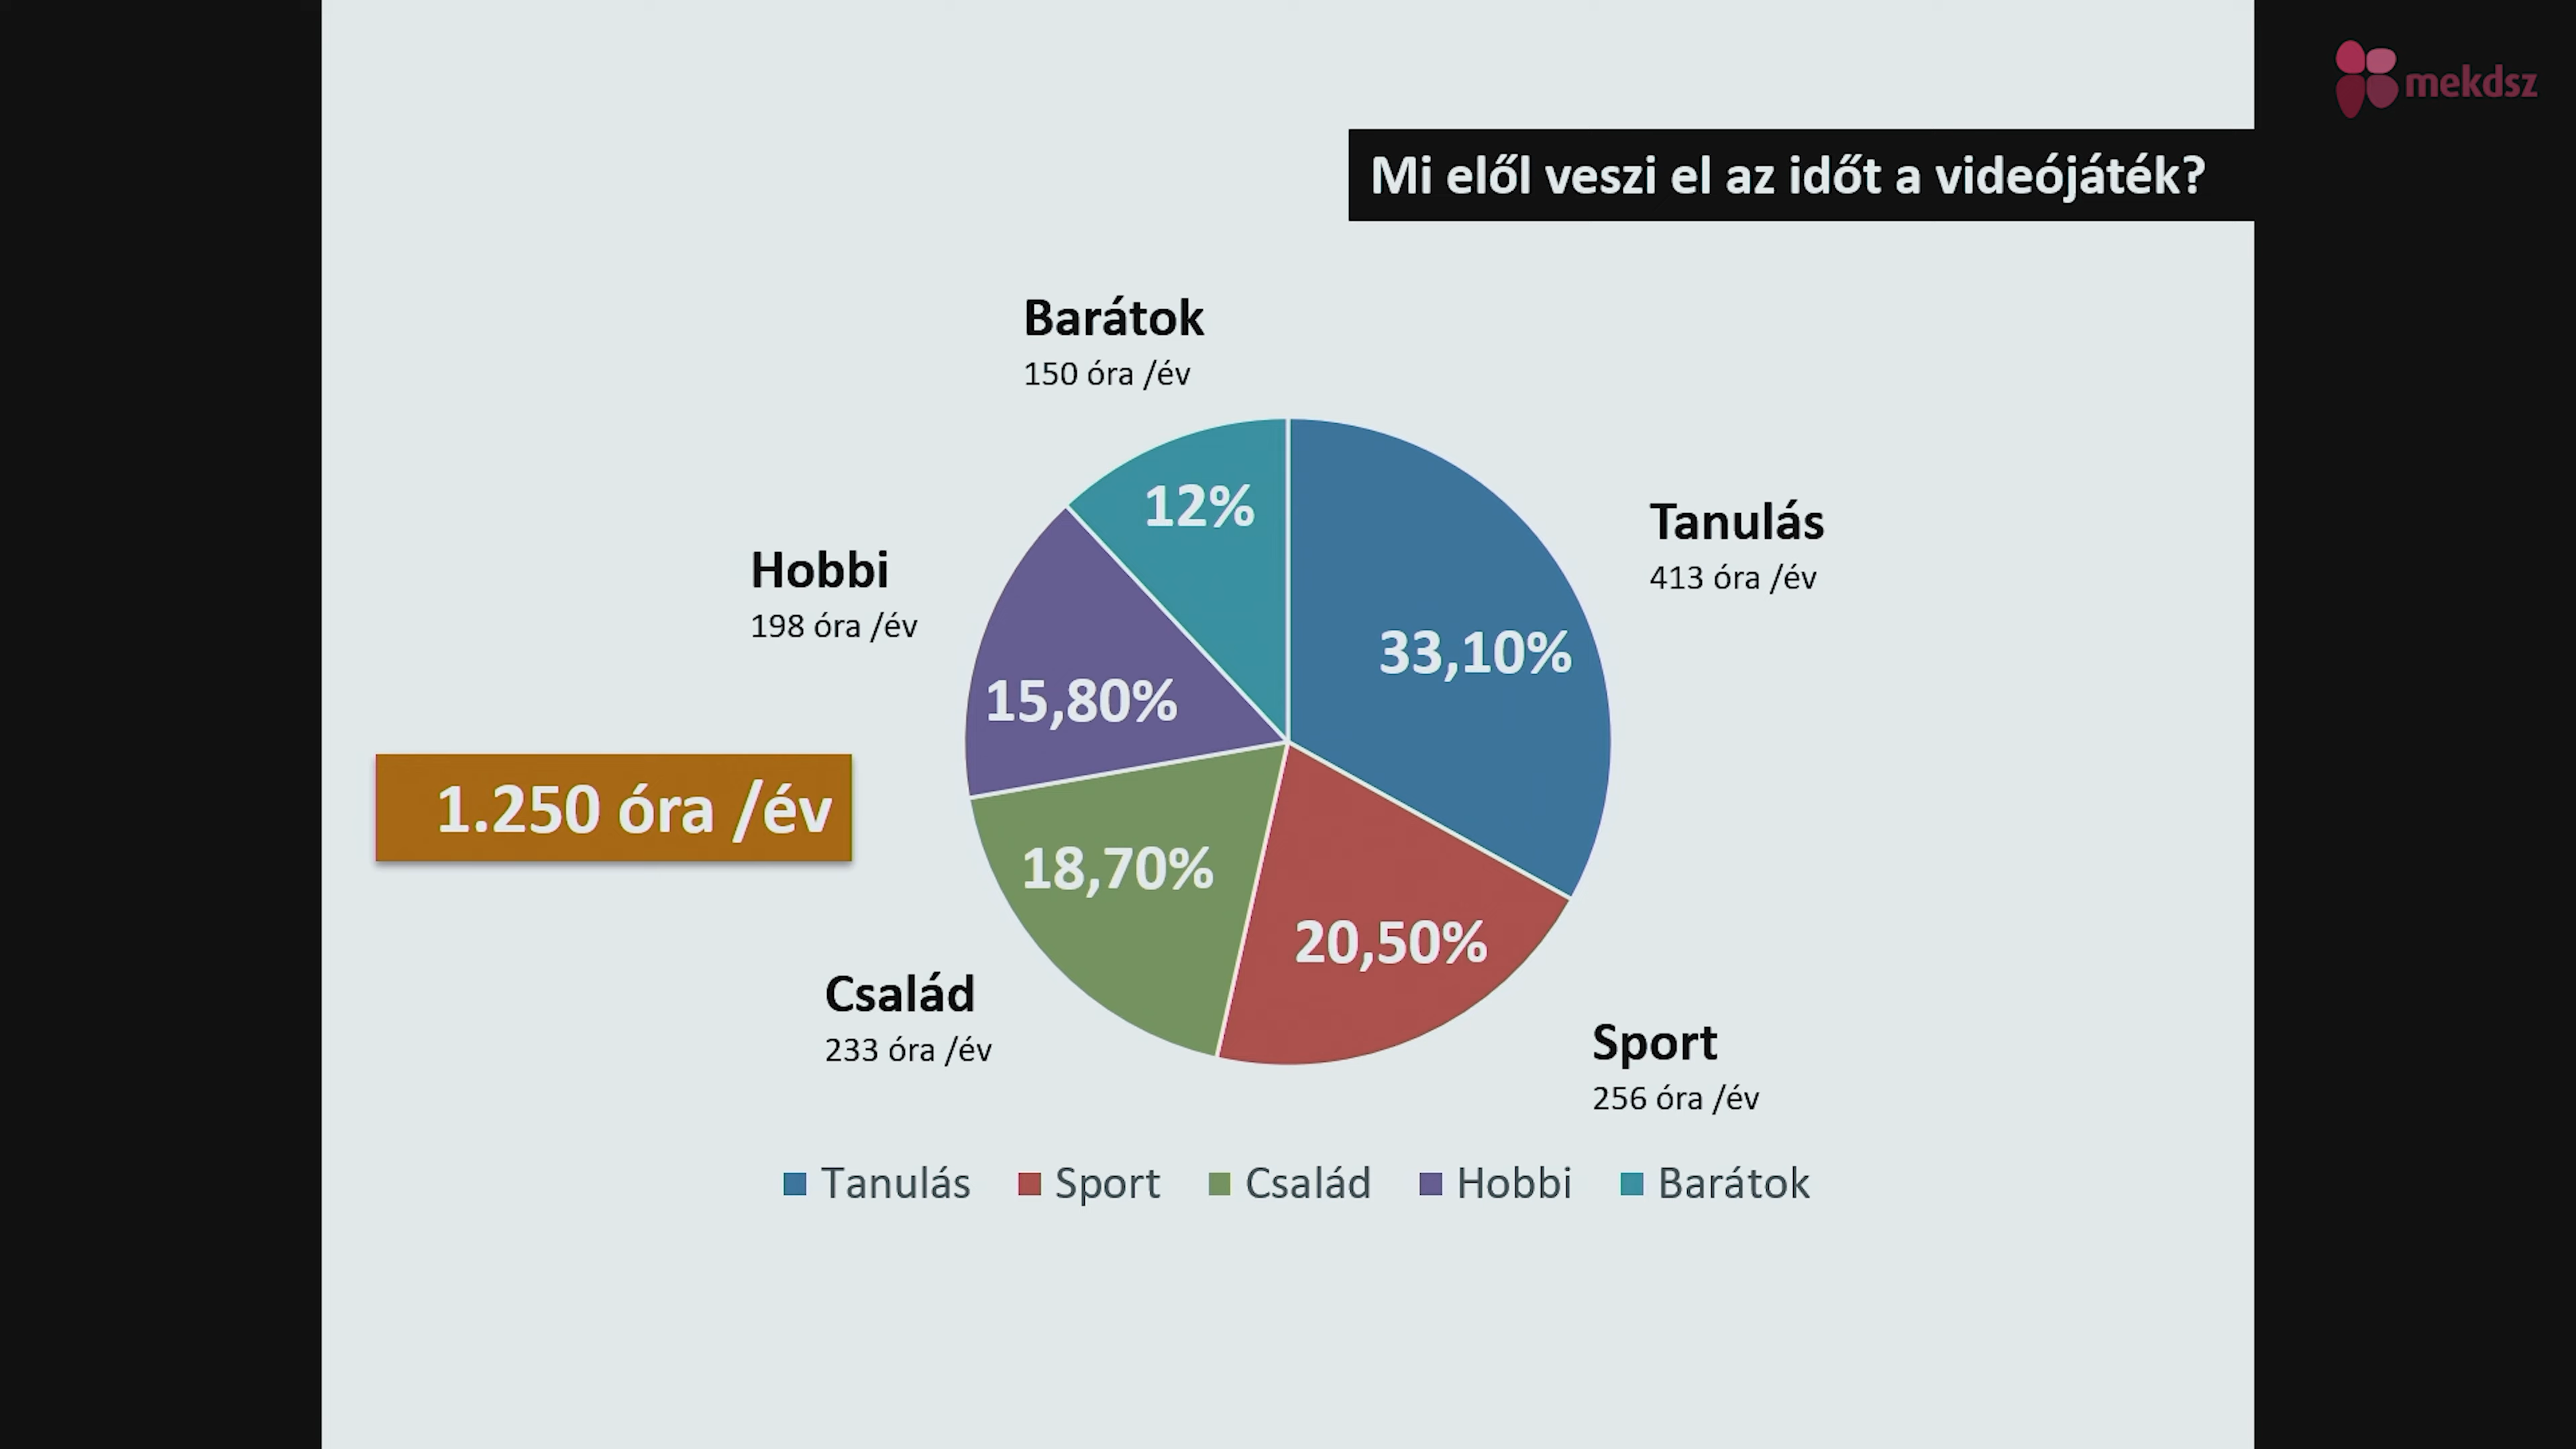 mekdsz
Mi elől veszi el az időt a videójáték?
Barátok
150 óra /év
12%
Tanulás
413 óra /év
33,10%
Hobbi
198 óra /év
15,80%
1.250 óra /év
18,70%
20,50%
Család
233 óra /év
Sport
256 óra /év
Tanulás Sport Család Hobbi Barátok